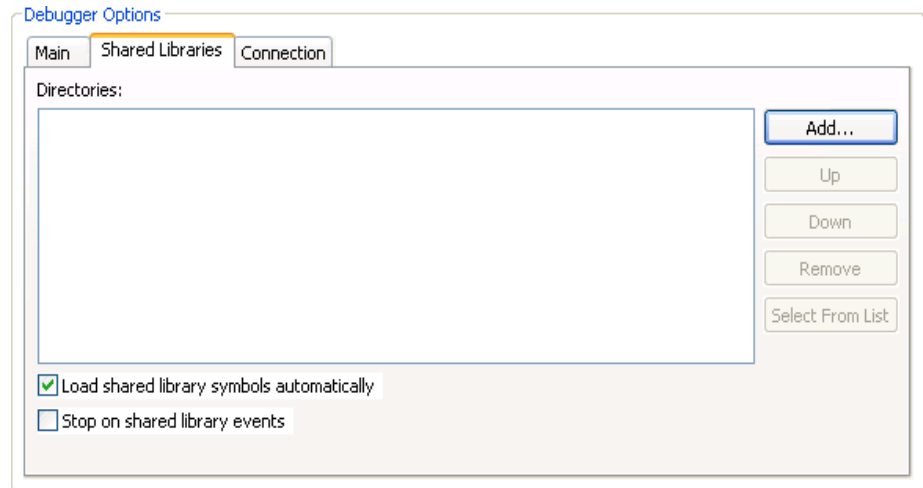 Debugger Options
Main
Shared Libraries
Connection
Directories:
Add...
Up
Down
Remove
Select From List
Load shared library symbols automatically
Stop on shared library events